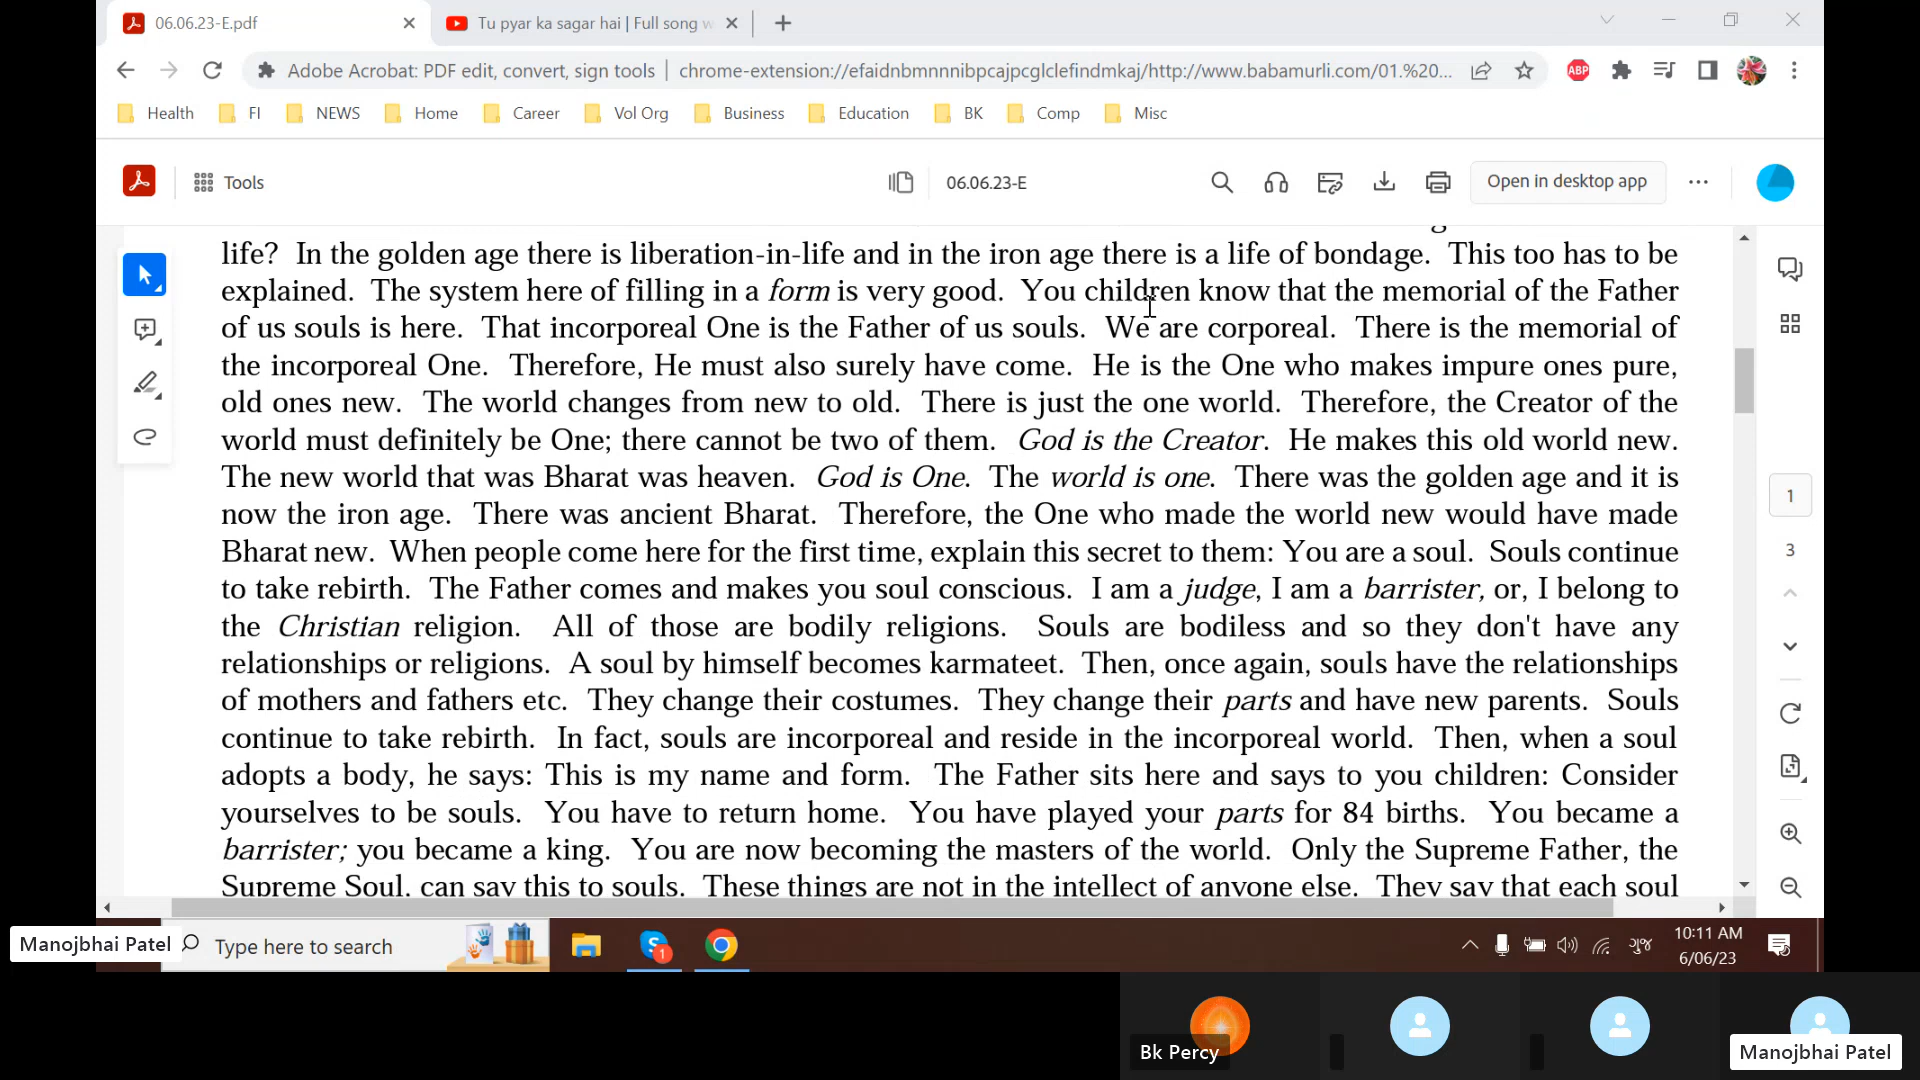 06.06.23-E.pdf
Tu pyar ka sagar hai | Full song w
Adobe Acrobat: PDF edit, convert, sign tools | chrome-extension://efaidnbmnnnibpcajpcglclefindmkaj/http://www.babamurli.com/01.%20...
ABP
Health FI NEWS Home Career Vol Org Business Education BK Comp Misc
Tools
06.06.23-E
Open in desktop app
life? In the golden age there is liberation-in-life and in the iron age there is a life of bondage. This too has to be
explained. The system here of filling in a form is very good. You children know that the memorial of the Father
of us souls is here. That incorporeal One is the Father of us souls. We are corporeal. There is the memorial of
the incorporeal One. Therefore, He must also surely have come. He is the One who makes impure ones pure,
old ones new. The world changes from new to old. There is just the one world. Therefore, the Creator of the
world must definitely be One; there cannot be two of them. God is the Creator. He makes this old world new.
The new world that was Bharat was heaven. God is One. The world is one. There was the golden age and it is
now the iron age. There was ancient Bharat. Therefore, the One who made the world new would have made
Bharat new. When people come here for the first time, explain this secret to them: You are a soul. Souls continue
to take rebirth. The Father comes and makes you soul conscious. I am a judge, I am a barrister, or, I belong to
the Christian religion. All of those are bodily religions. Souls are bodiless and so they don't have any
relationships or religions. A soul by himself becomes karmateet. Then, once again, souls have the relationships
of mothers and fathers etc. They change their costumes. They change their parts and have new parents. Souls
continue to take rebirth. In fact, souls are incorporeal and reside in the incorporeal world. Then, when a soul
adopts a body, he says: This is my name and form. The Father sits here and says to you children: Consider
yourselves to be souls. You have to return home. You have played your parts for 84 births. You became a
barrister; you became a king. You are now becoming the masters of the world. Only the Supreme Father, the
Supreme Soul, can say this to souls. These things are not in the intellect of anyone else. They say that each soul
1
3
Manojbhai Patel
Type here to search
1
ગુજ
10:11 AM
6/06/23
Bk Percy
Manojbhai Patel